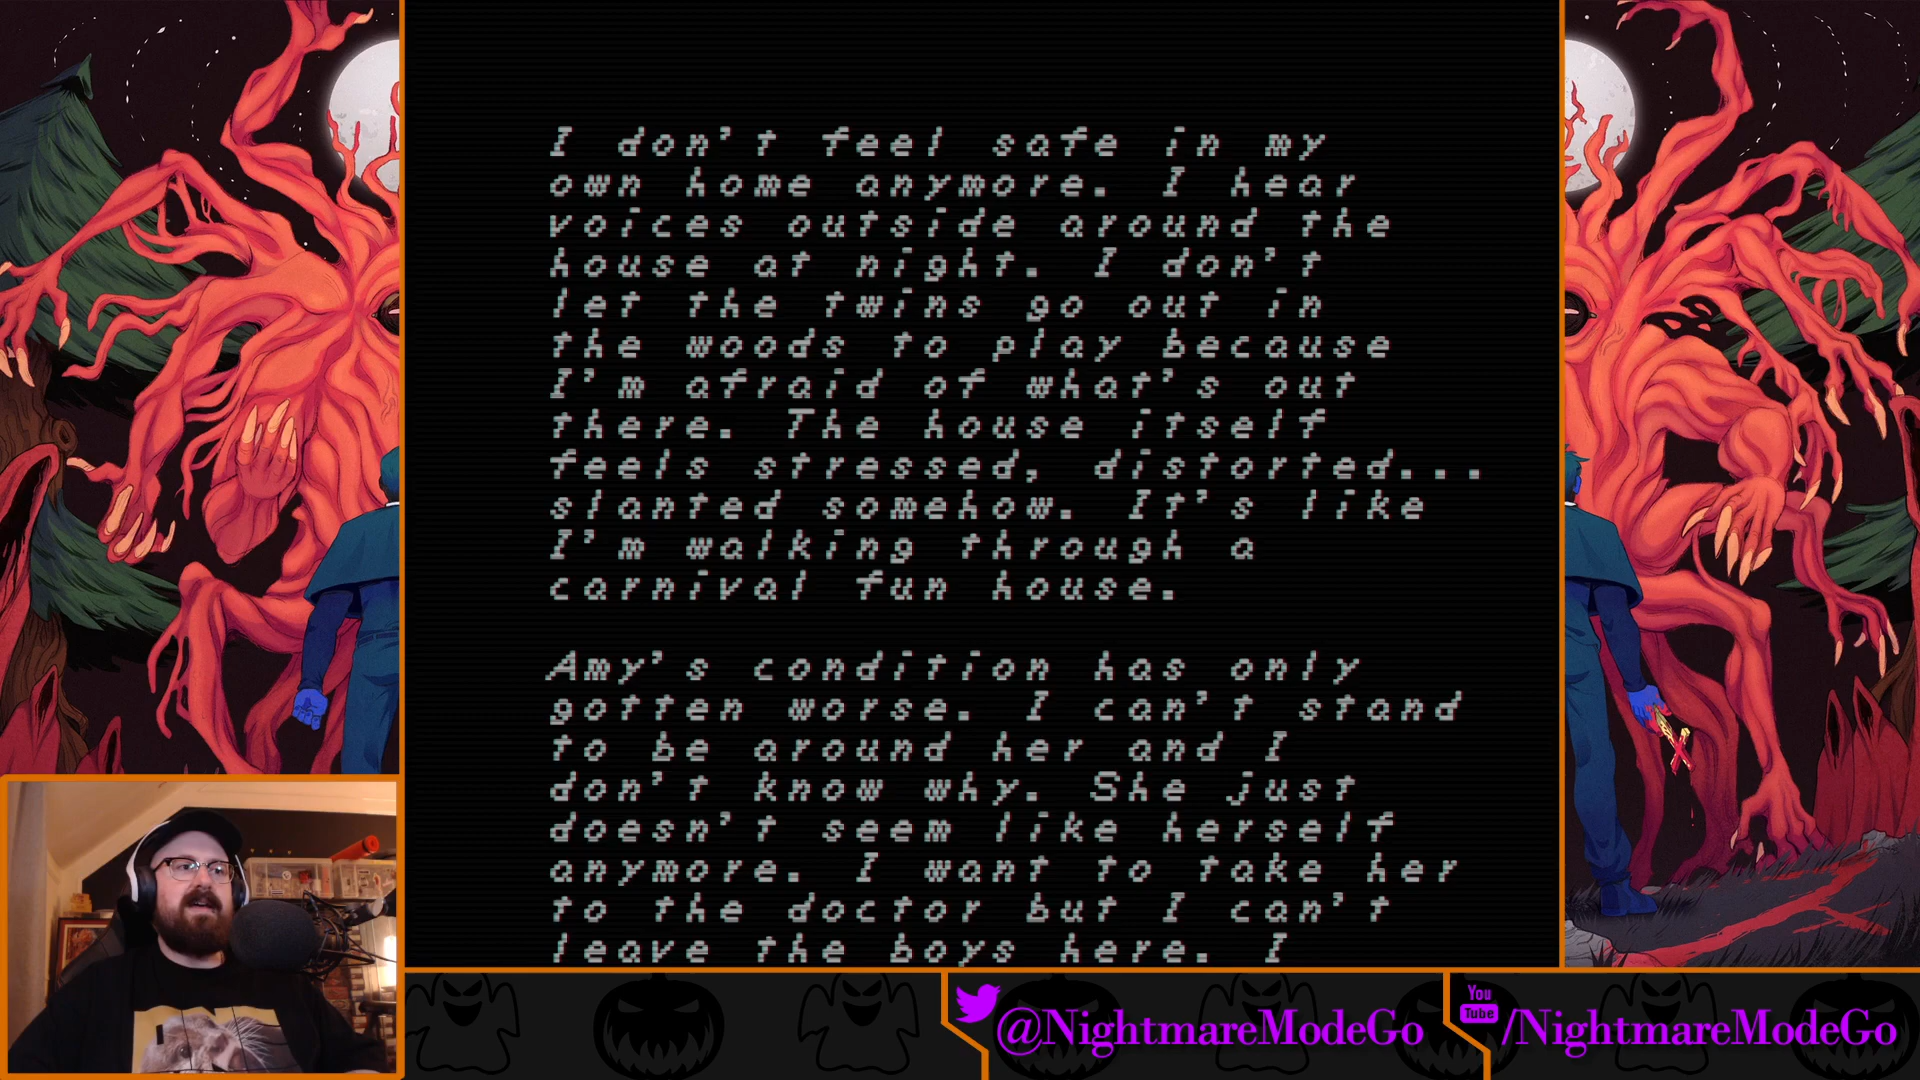 I don't feel safe in my
own home anymore. I hear
voices outside around the
house at night. I don't
let the twins go out in
the woods to play because
I'm afraid of what's out
there. The house itself
feels stressed, distorted...
slanted somehow. It's like
I'm walking through a
carnival fun house.
Amy's condition has only
gotten worse. I can't stand
to be around her and I
don't know why. She just
doesn't seem like herself
anymore. I want to take her
to the doctor but I can't
leave the boys here. I
@NightmareModeGo
You
Tube
/NightmareModeGo